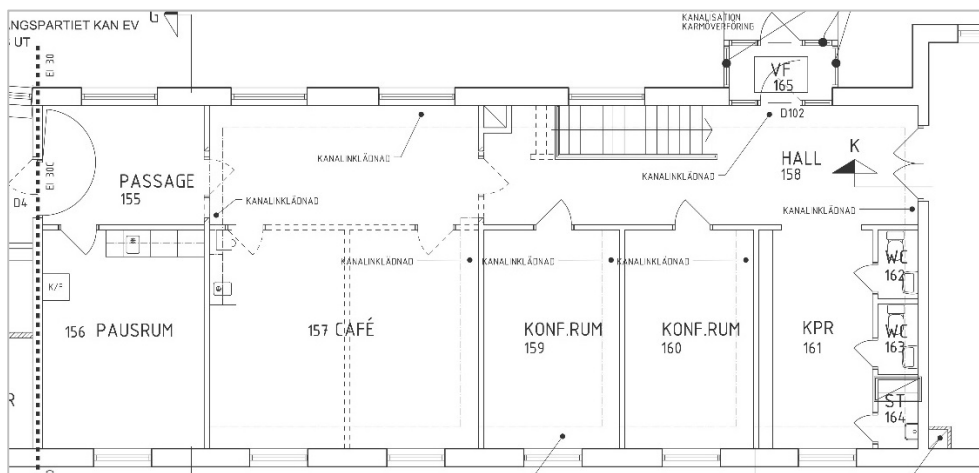 ANGSPARTIET KAN EV
UT
EI 30
G
KANALISATION
KARMÖVERFÖRING
VF
165
D102
EI 30C
D4
PASSAGE
155
KANALINKLÄDNAD
KANALINKLÄDNAD
KANALINKLÄDNAD
HALL
158
K
KANALINKLÄDNAD
KANALINKLÄDNAD
KANALINKLÄDNAD
KANALINKLÄDNAD
K/F
156 PAUSRUM
157 CAFÉ
KONF.RUM
159
KONF.RUM
160
KPR
161
WC
162
WC
163
ST
164
R